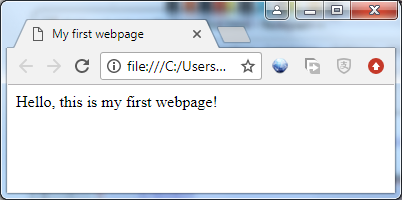 My first webpage
file:///C:/Users...
Hello, this is my first webpage!